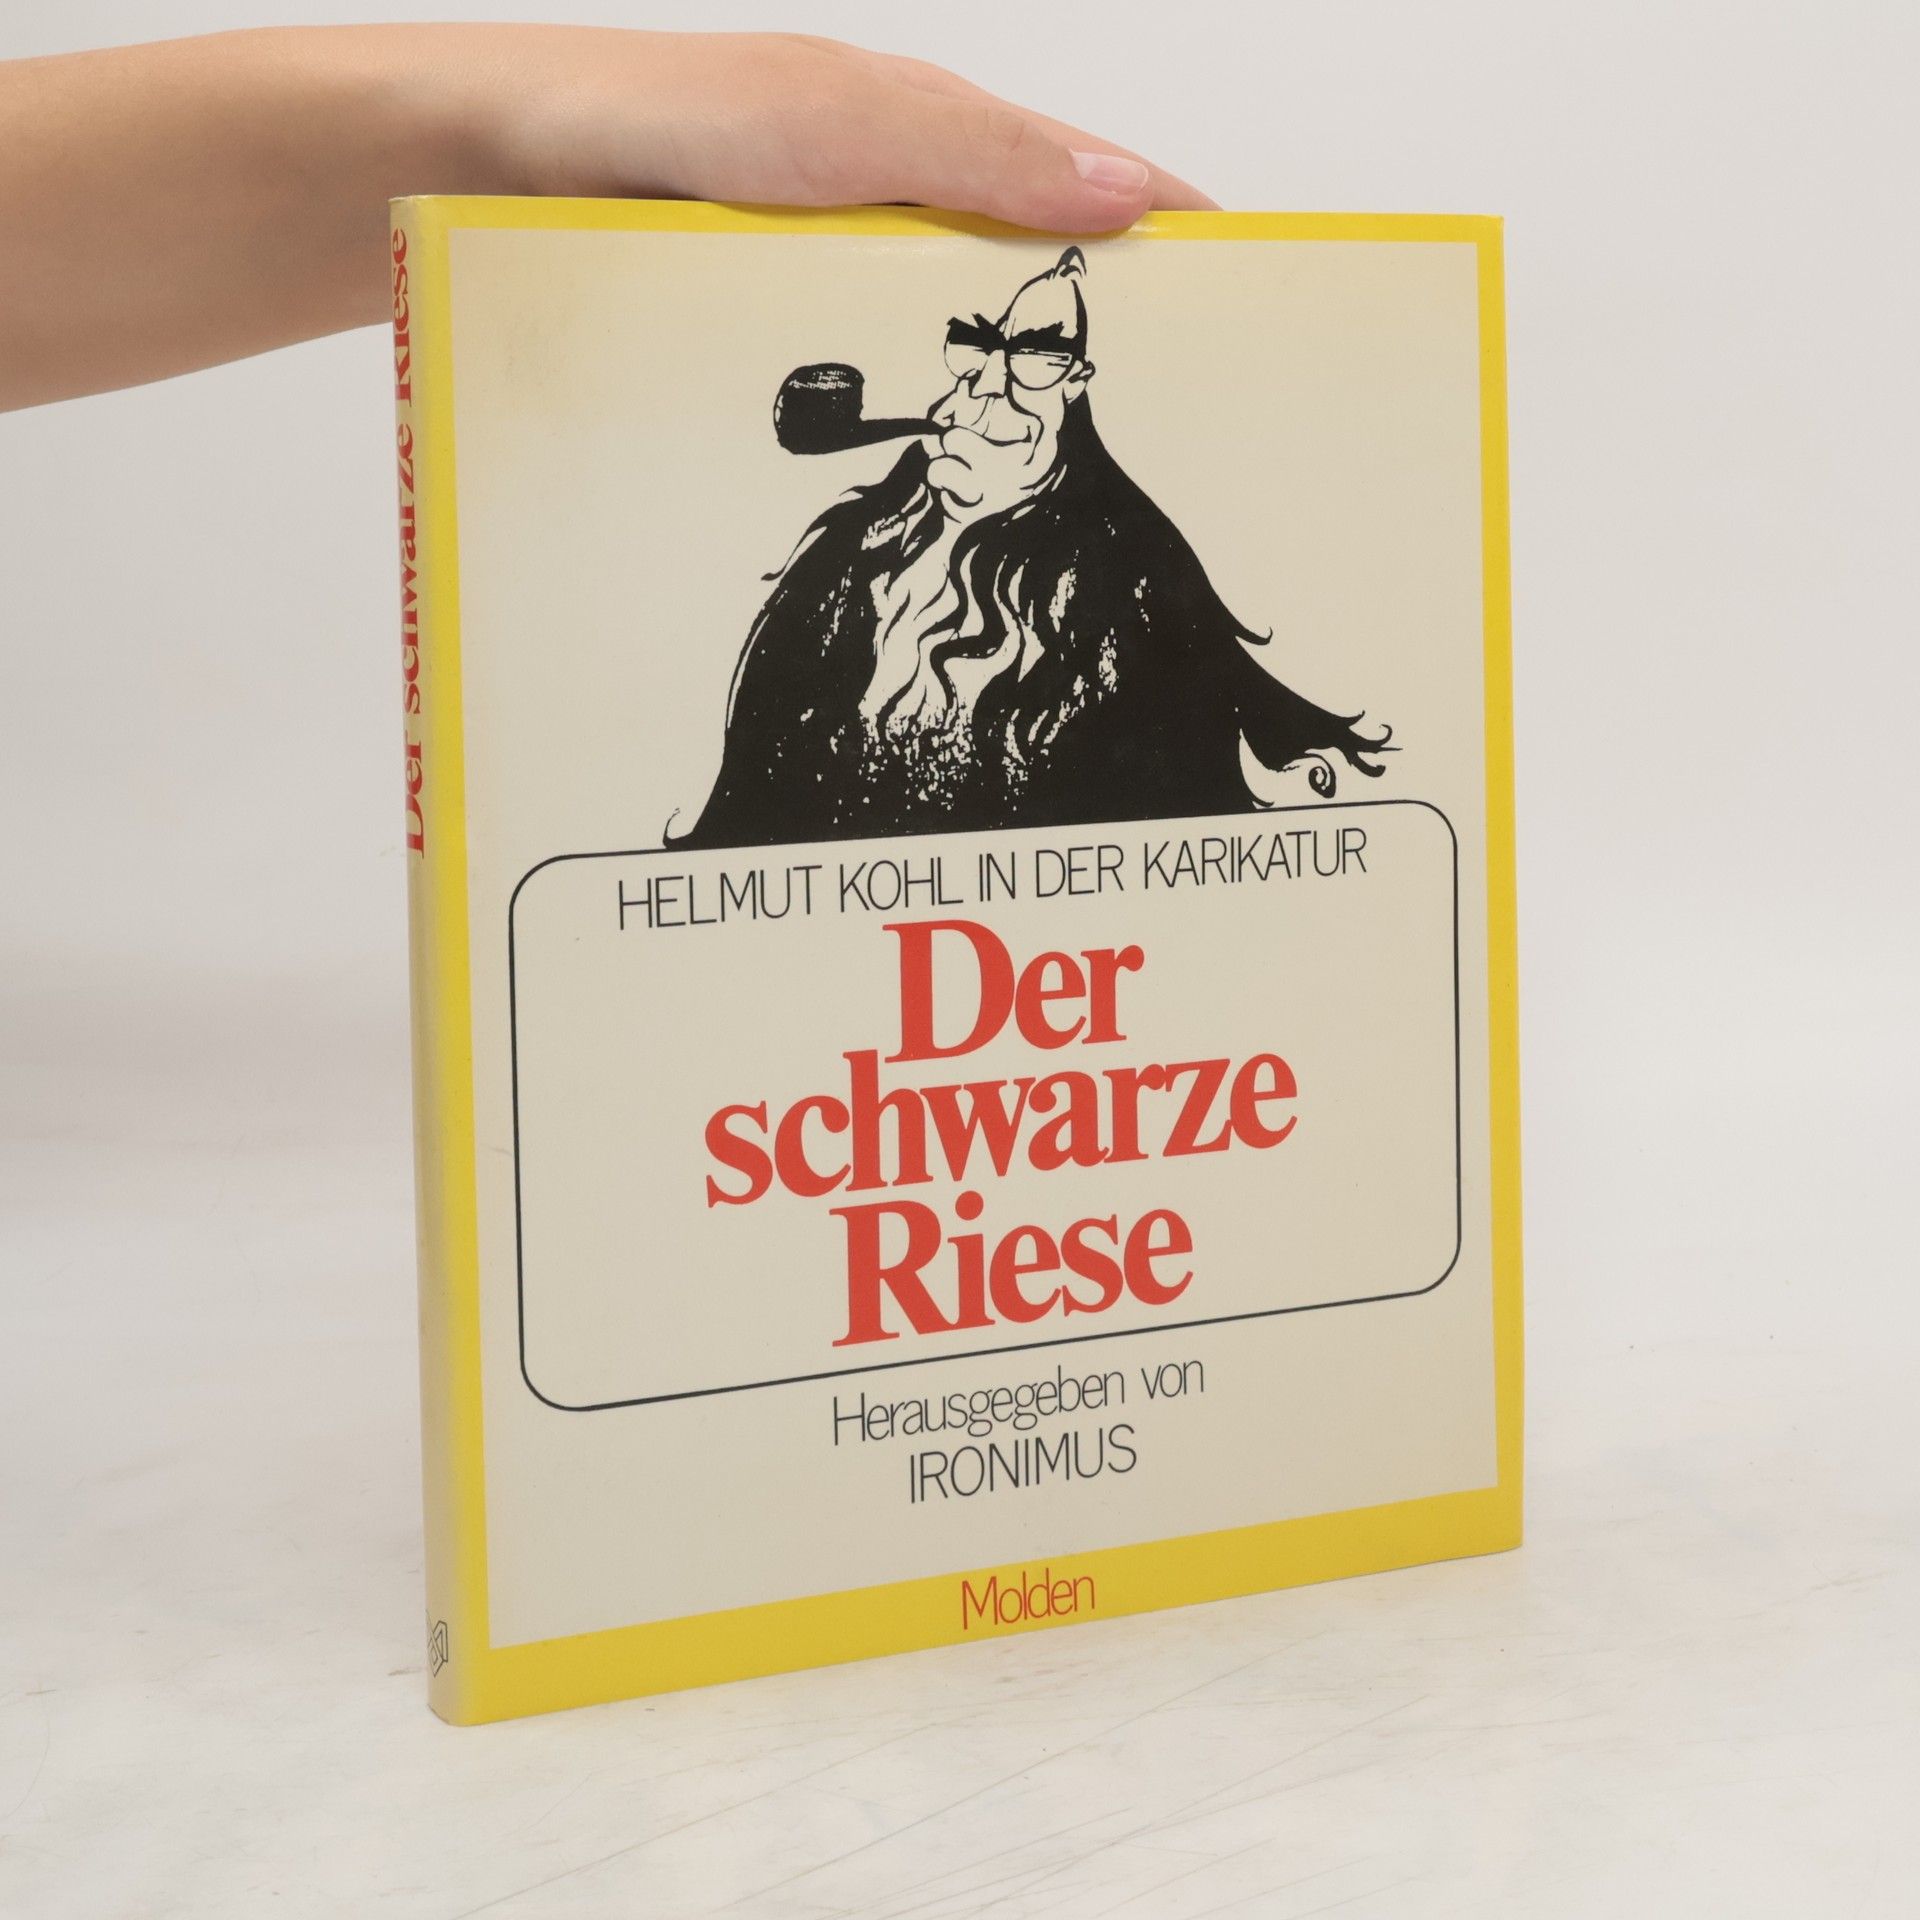 Der schwarze Riese
HELMUT KOHL IN DER KARIKATUR
Der
schwarze
Riese
Herausgegeben von
IRONIMUS
Molden